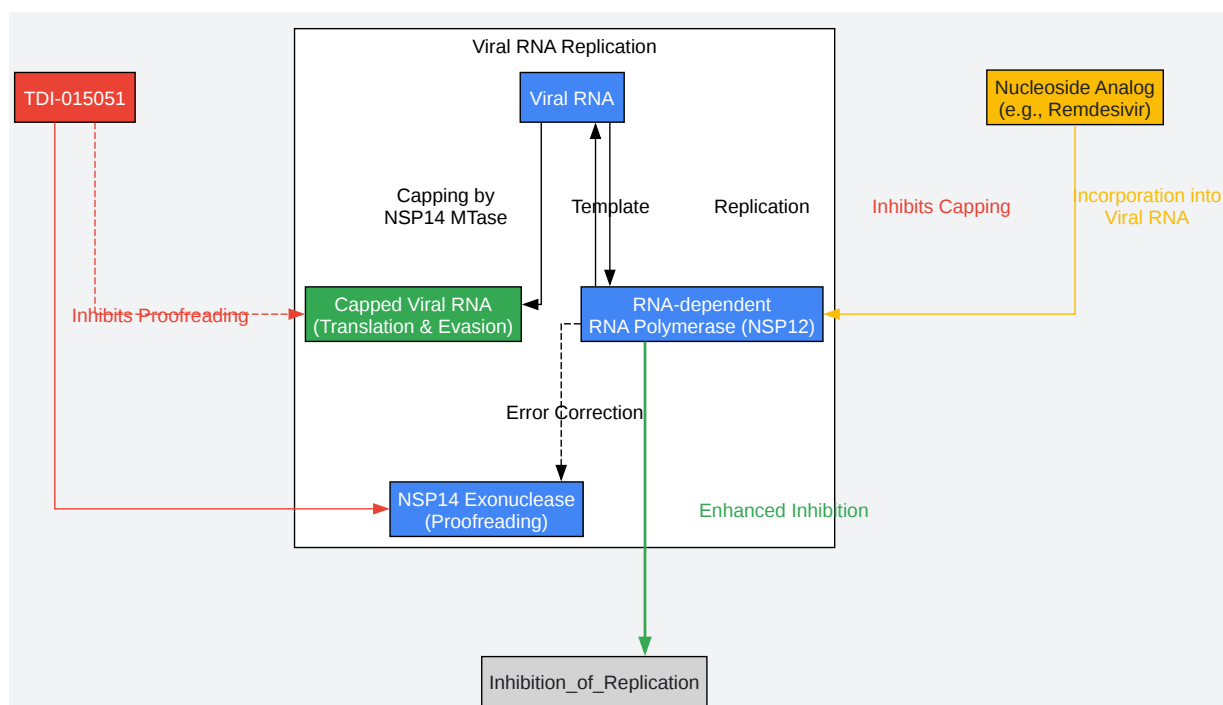 Viral RNA Replication
TDI-015051
Viral RNA
Nucleoside Analog
(e.g., Remdesivir)
Capping by
NSP14 MTase
Template
Replication
Inhibits Capping
Incorporation into
Viral RNA
Inhibits Proofreading
Capped Viral RNA
(Translation & Evasion)
RNA-dependent
RNA Polymerase (NSP12)
Error Correction
NSP14 Exonuclease
(Proofreading)
Enhanced Inhibition
Inhibition_of_Replication